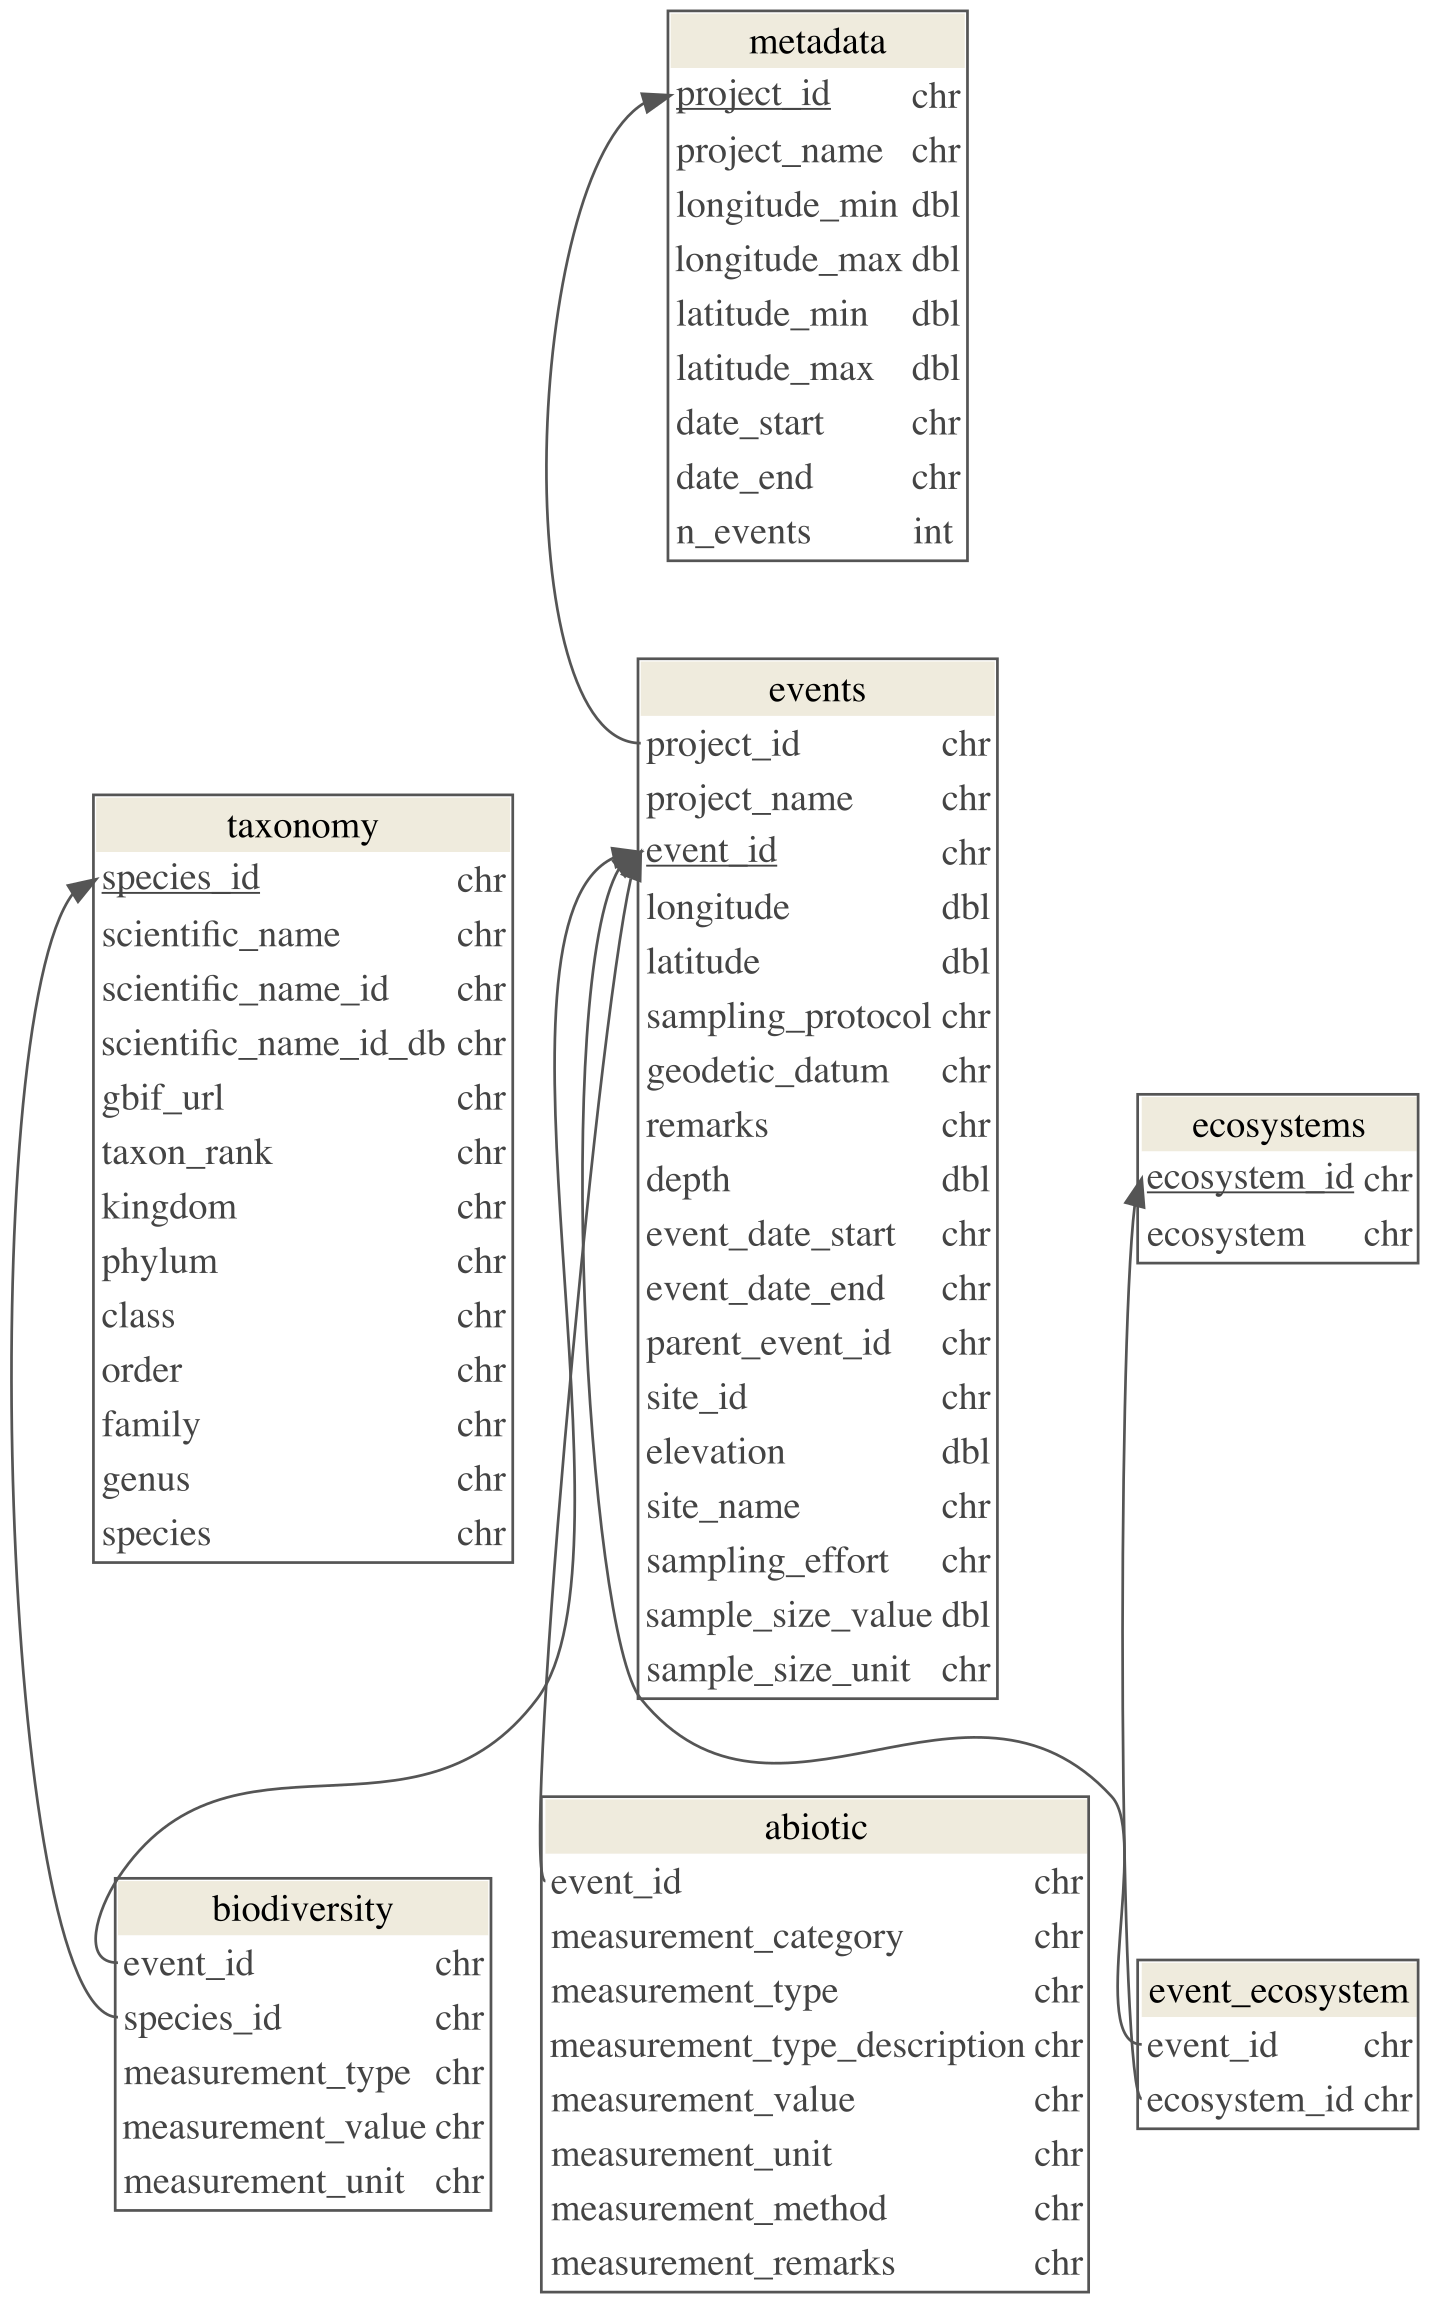 metadata
project_id chr
project_name chr
longitude_min dbl
longitude_max dbl
latitude_min dbl
latitude_max dbl
date_start chr
date_end chr
n_events int
events
project_id chr
project_name chr
event_id chr
longitude dbl
latitude dbl
sampling_protocol chr
geodetic_datum chr
remarks chr
depth dbl
event_date_start chr
event_date_end chr
parent_event_id chr
site_id chr
elevation dbl
site_name chr
sampling_effort chr
sample_size_value dbl
sample_size_unit chr
taxonomy
species_id chr
scientific_name chr
scientific_name_id chr
scientific_name_id_db chr
gbif_url chr
taxon_rank chr
kingdom chr
phylum chr
class chr
order chr
family chr
genus chr
species chr
ecosystems
ecosystem_id chr
ecosystem chr
biodiversity
event_id chr
species_id chr
measurement_type chr
measurement_value chr
measurement_unit chr
abiotic
event_id chr
measurement_category chr
measurement_type chr
measurement_type_description chr
measurement_value chr
measurement_unit chr
measurement_method chr
measurement_remarks chr
event_ecosystem
event_id chr
ecosystem_id chr